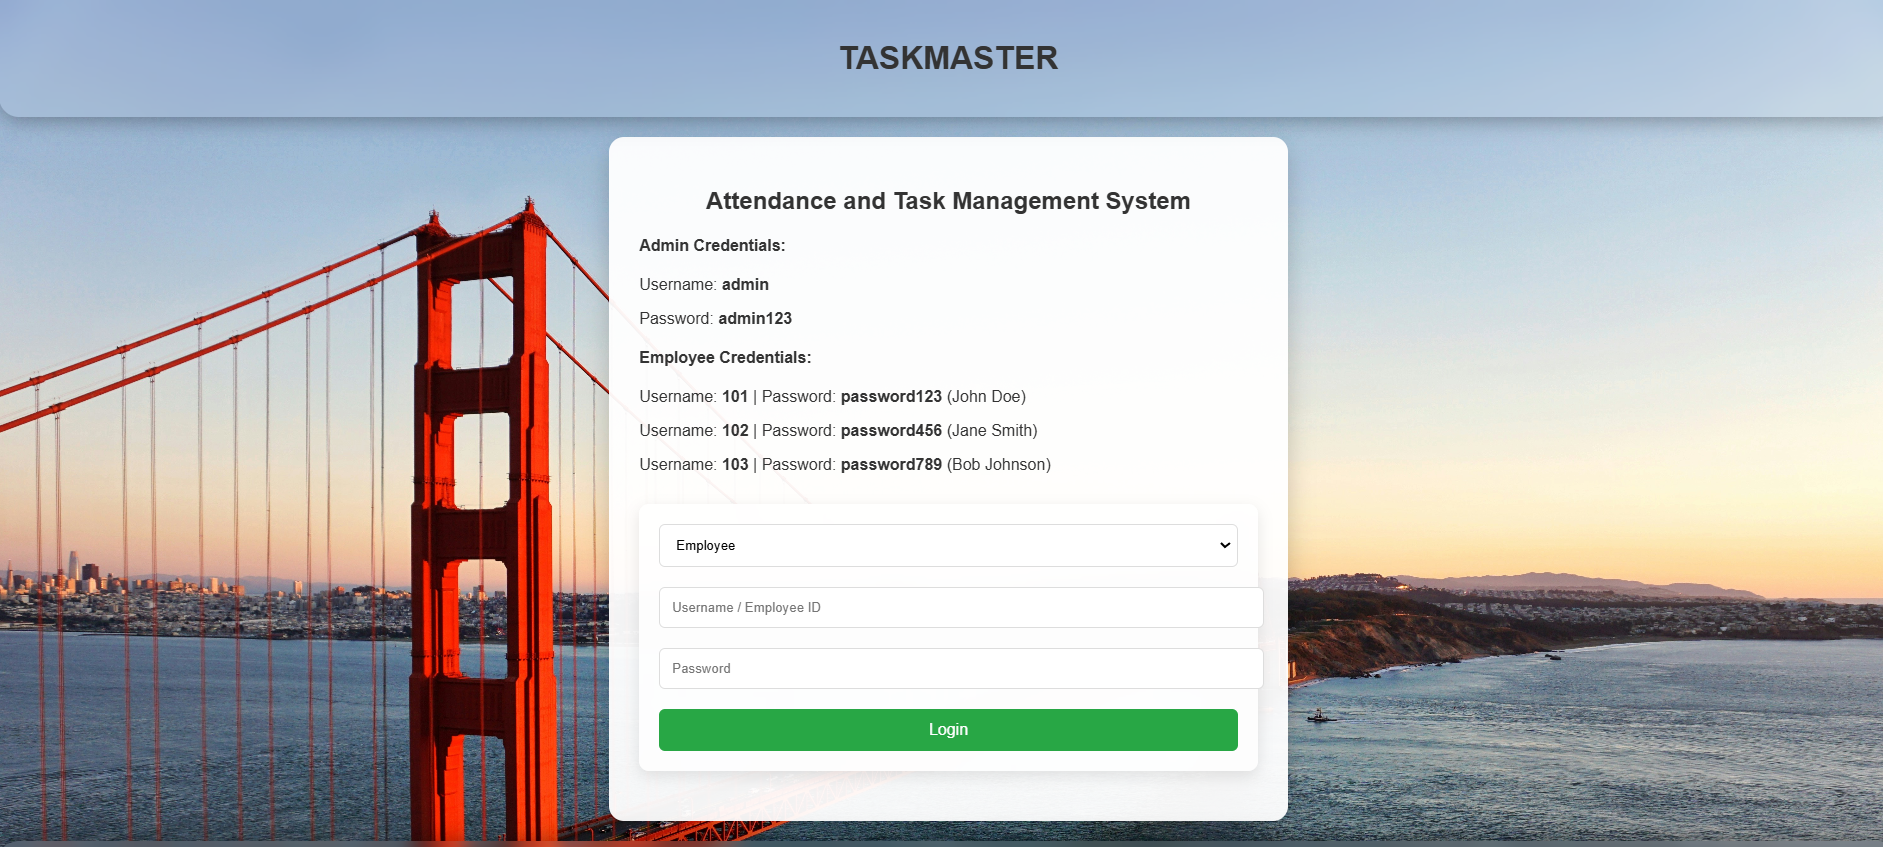 TASKMASTER
Attendance and Task Management System
Admin Credentials:
Username: admin
Password: admin123
Employee Credentials:
Username: 101 | Password: password123 (John Doe)
Username: 102 | Password: password456 (Jane Smith)
Username: 103 | Password: password789 (Bob Johnson)
Employee
Username / Employee ID
Password
Login